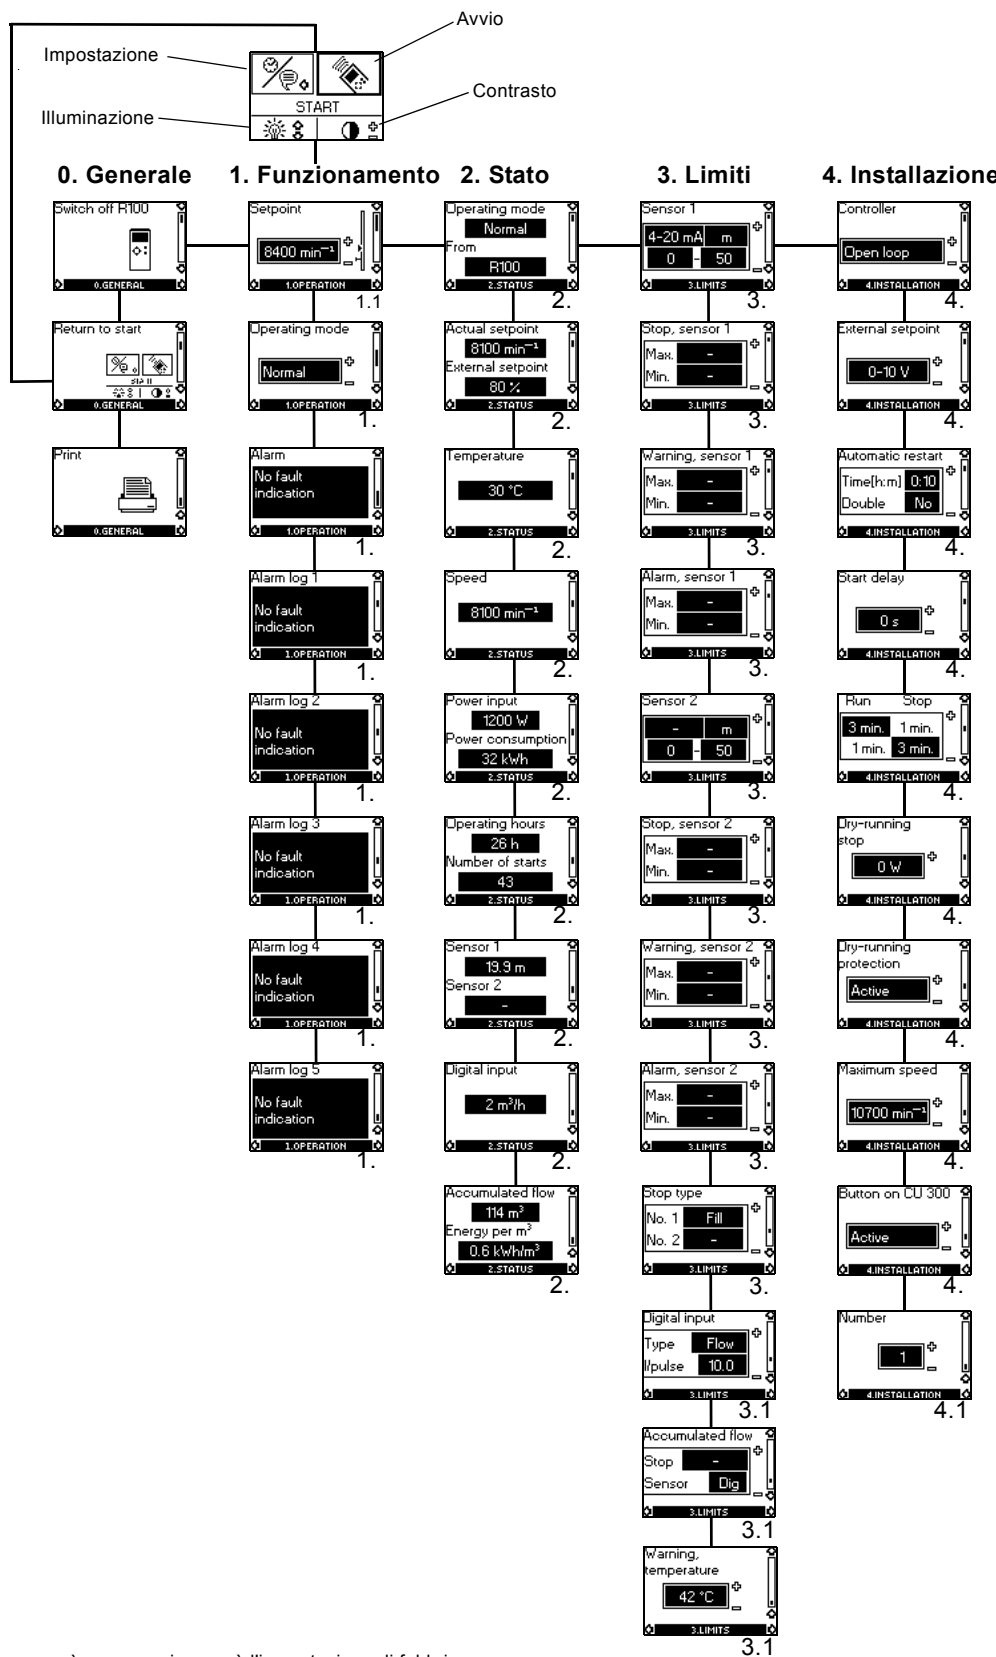 Avvio
Impostazione
START
Contrasto
Illuminazione
0. Generale
1. Funzionamento
2. Stato
3. Limiti
4. Installazione
Switch off R100
0.GENERAL
Return to start
START
0.GENERAL
Print
0.GENERAL
Setpoint
8400 min⁻¹
1.OPERATION
1.1
Operating mode
Normal
1.OPERATION
1.
Alarm
No fault
indication
1.OPERATION
1.
Alarm log 1
No fault
indication
1.OPERATION
1.
Alarm log 2
No fault
indication
1.OPERATION
1.
Alarm log 3
No fault
indication
1.OPERATION
1.
Alarm log 4
No fault
indication
1.OPERATION
1.
Alarm log 5
No fault
indication
1.OPERATION
1.
Operating mode
Normal
From
R100
2.STATUS
2.
Actual setpoint
8100 min⁻¹
External setpoint
80 %
2.STATUS
2.
Temperature
30 °C
2.STATUS
2.
Speed
8100 min⁻¹
2.STATUS
2.
Power input
1200 W
Power consumption
32 kWh
2.STATUS
2.
Operating hours
26 h
Number of starts
43
2.STATUS
2.
Sensor 1
19.9 m
Sensor 2
-
2.STATUS
2.
Digital input
2 m³/h
2.STATUS
2.
Accumulated flow
114 m³
Energy per m³
0.6 kWh/m³
2.STATUS
2.
Sensor 1
4-20 mA m
0 - 50
3.LIMITS
3.
Stop, sensor 1
Max. -
Min. -
3.LIMITS
3.
Warning, sensor 1
Max. -
Min. -
3.LIMITS
3.
Alarm, sensor 1
Max. -
Min. -
3.LIMITS
3.
Sensor 2
- m
0 - 50
3.LIMITS
3.
Stop, sensor 2
Max. -
Min. -
3.LIMITS
3.
Warning, sensor 2
Max. -
Min. -
3.LIMITS
3.
Alarm, sensor 2
Max. -
Min. -
3.LIMITS
3.
Stop type
No. 1 Fill
No. 2 -
3.LIMITS
3.
Digital input
Type Flow
l/pulse 10.0
3.LIMITS
3.1
Accumulated flow
Stop -
Sensor Dig
3.LIMITS
3.1
Warning,
temperature
42 °C
3.LIMITS
3.1
Controller
Open loop
4.INSTALLATION
4.
External setpoint
0-10 V
4.INSTALLATION
4.
Automatic restart
Time[h:m] 0:10
Double No
4.INSTALLATION
4.
Start delay
0 s
4.INSTALLATION
4.
Run Stop
3 min. 1 min.
1 min. 3 min.
4.INSTALLATION
4.
Dry-running
stop
0 W
4.INSTALLATION
4.
Dry-running
protection
Active
4.INSTALLATION
4.
Maximum speed
10700 min⁻¹
4.INSTALLATION
4.
Button on CU 300
Active
4.INSTALLATION
4.
Number
1
4.INSTALLATION
4.1